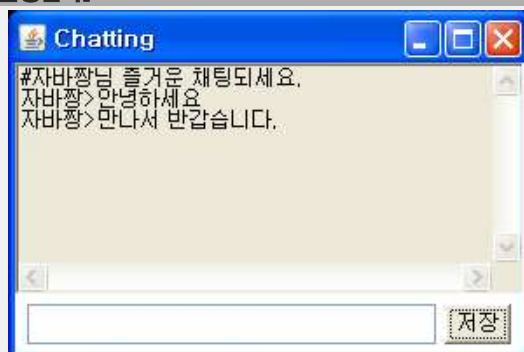 Chatting
#자바짱님 즐거운 채팅되세요.
자바짱>안녕하세요
자바짱>만나서 반갑습니다.
저장